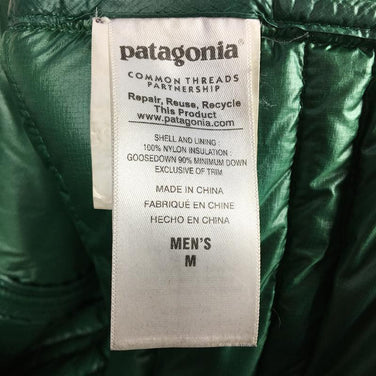 patagonia®
COMMON THREADS
PARTNERSHIP
Repair, Reuse, Recycle
This Product
www.patagonia.com
SHELL AND LINING :
100% NYLON INSULATION :
GOOSEDOWN 90% MINIMUM DOWN
EXCLUSIVE OF TRIM
MADE IN CHINA
FABRIQUÉ EN CHINE
HECHO EN CHINA
MEN'S
M